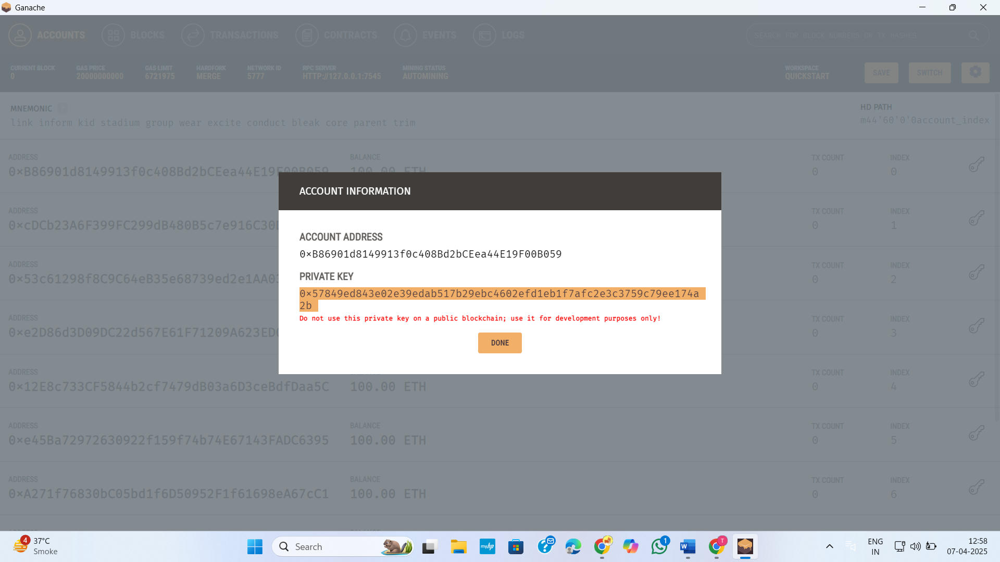 Ganache
ACCOUNTS BLOCKS TRANSACTIONS CONTRACTS EVENTS LOGS SEARCH FOR BLOCK NUMBERS OR TX HASHES
CURRENT BLOCK GAS PRICE GAS LIMIT HARDFORK NETWORK ID RPC SERVER MINING STATUS WORKSPACE
0 20000000000 6721975 MERGE 5777 HTTP://127.0.0.1:7545 AUTOMINING QUICKSTART SAVE SWITCH
MNEMONIC ? HD PATH
link inform kid stadium group wear excite conduct bleak core parent trim m44'60'0'0account_index
ADDRESS BALANCE TX COUNT INDEX
0×B86901d8149913f0c408Bd2bCEea44E19F00B059 100.00 ETH 0 0
ACCOUNT INFORMATION
ADDRESS TX COUNT INDEX
0×cDCb23A6F399FC299dB480B5c7e916C30 0 1
ACCOUNT ADDRESS
0×B86901d8149913f0c408Bd2bCEea44E19F00B059
ADDRESS TX COUNT INDEX
0×53c61298f8C9C64eB35e68739ed2e1AA03 0 2
PRIVATE KEY
0×57849ed843e02e39edab517b29ebc4602efd1eb1f7afc2e3c3759c79ee174a
2b
Do not use this private key on a public blockchain; use it for development purposes only!
ADDRESS TX COUNT INDEX
0×e2D86d3D09DC22d567E61F71209A623ED 0 3
DONE
ADDRESS TX COUNT INDEX
0×12E8c733CF5844b2cf7479dB03a6D3ceBdfDaa5C 100.00 ETH 0 4
ADDRESS BALANCE TX COUNT INDEX
0×e45Ba72972630922f159f74b74E67143FADC6395 100.00 ETH 0 5
ADDRESS BALANCE TX COUNT INDEX
0×A271f76830bC05bd1f6D50952F1f61698eA67cC1 100.00 ETH 0 6
4 37°C
Smoke
Search
myhp
1
W
T
ENG
IN
12:58
07-04-2025